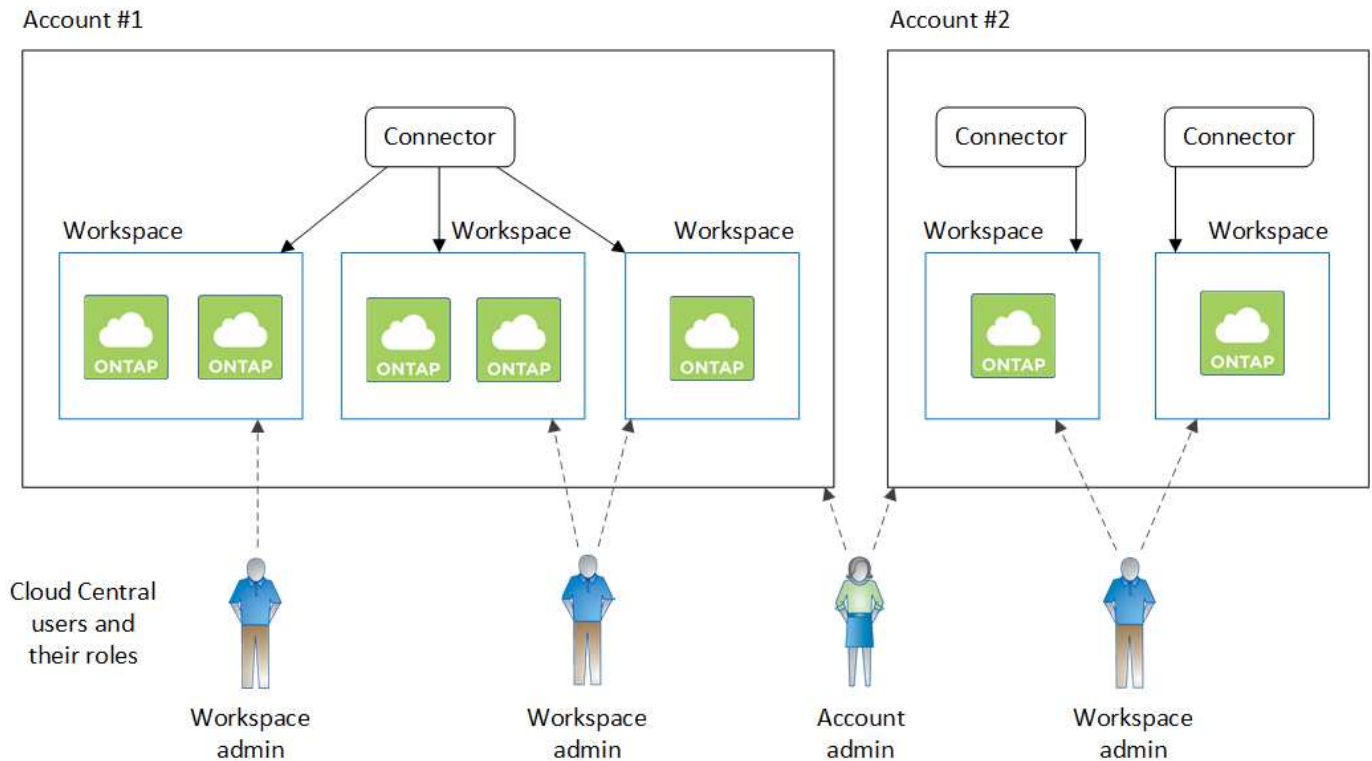 Account #1
Account #2
Connector
Connector
Connector
Workspace
Workspace
Workspace
Workspace
Workspace
ONTAP
ONTAP
ONTAP
ONTAP
ONTAP
ONTAP
ONTAP
Cloud Central
users and
their roles
Workspace
admin
Workspace
admin
Account
admin
Workspace
admin